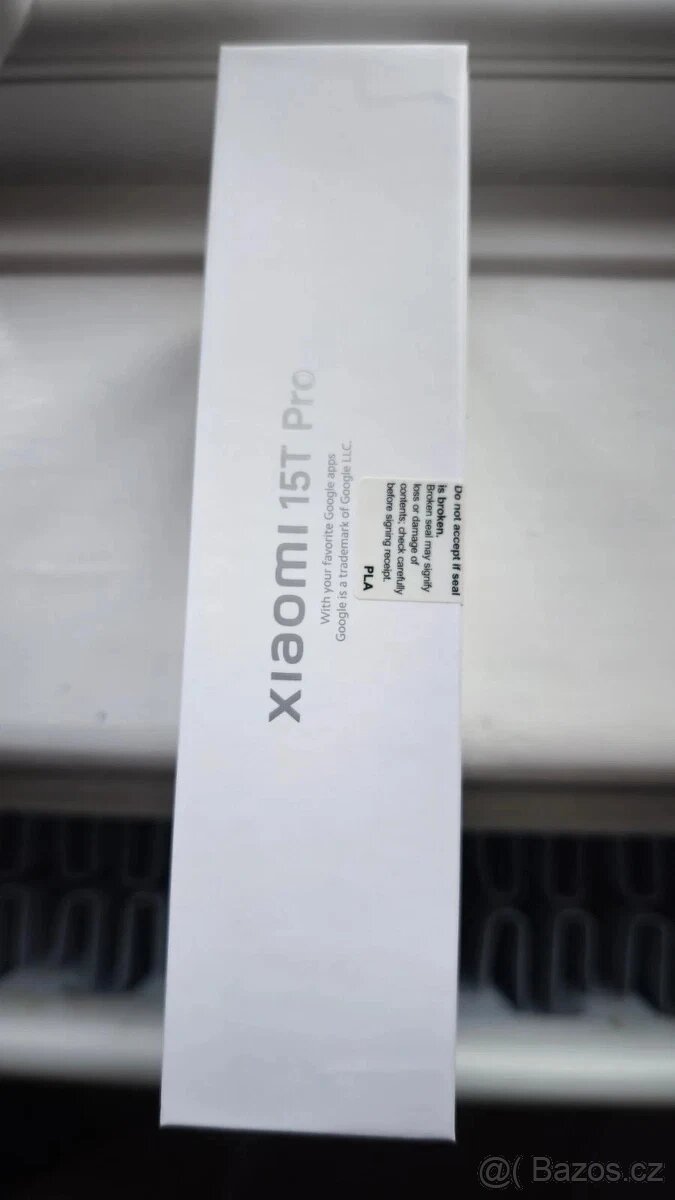 XIAOMI 15T Pro
With your favorite Google apps
Google is a trademark of Google LLC.
Do not accept if seal
is broken.
Broken seal may signify
loss or damage of
contents; check carefully
before signing receipt.
PLA
@( Bazos.cz